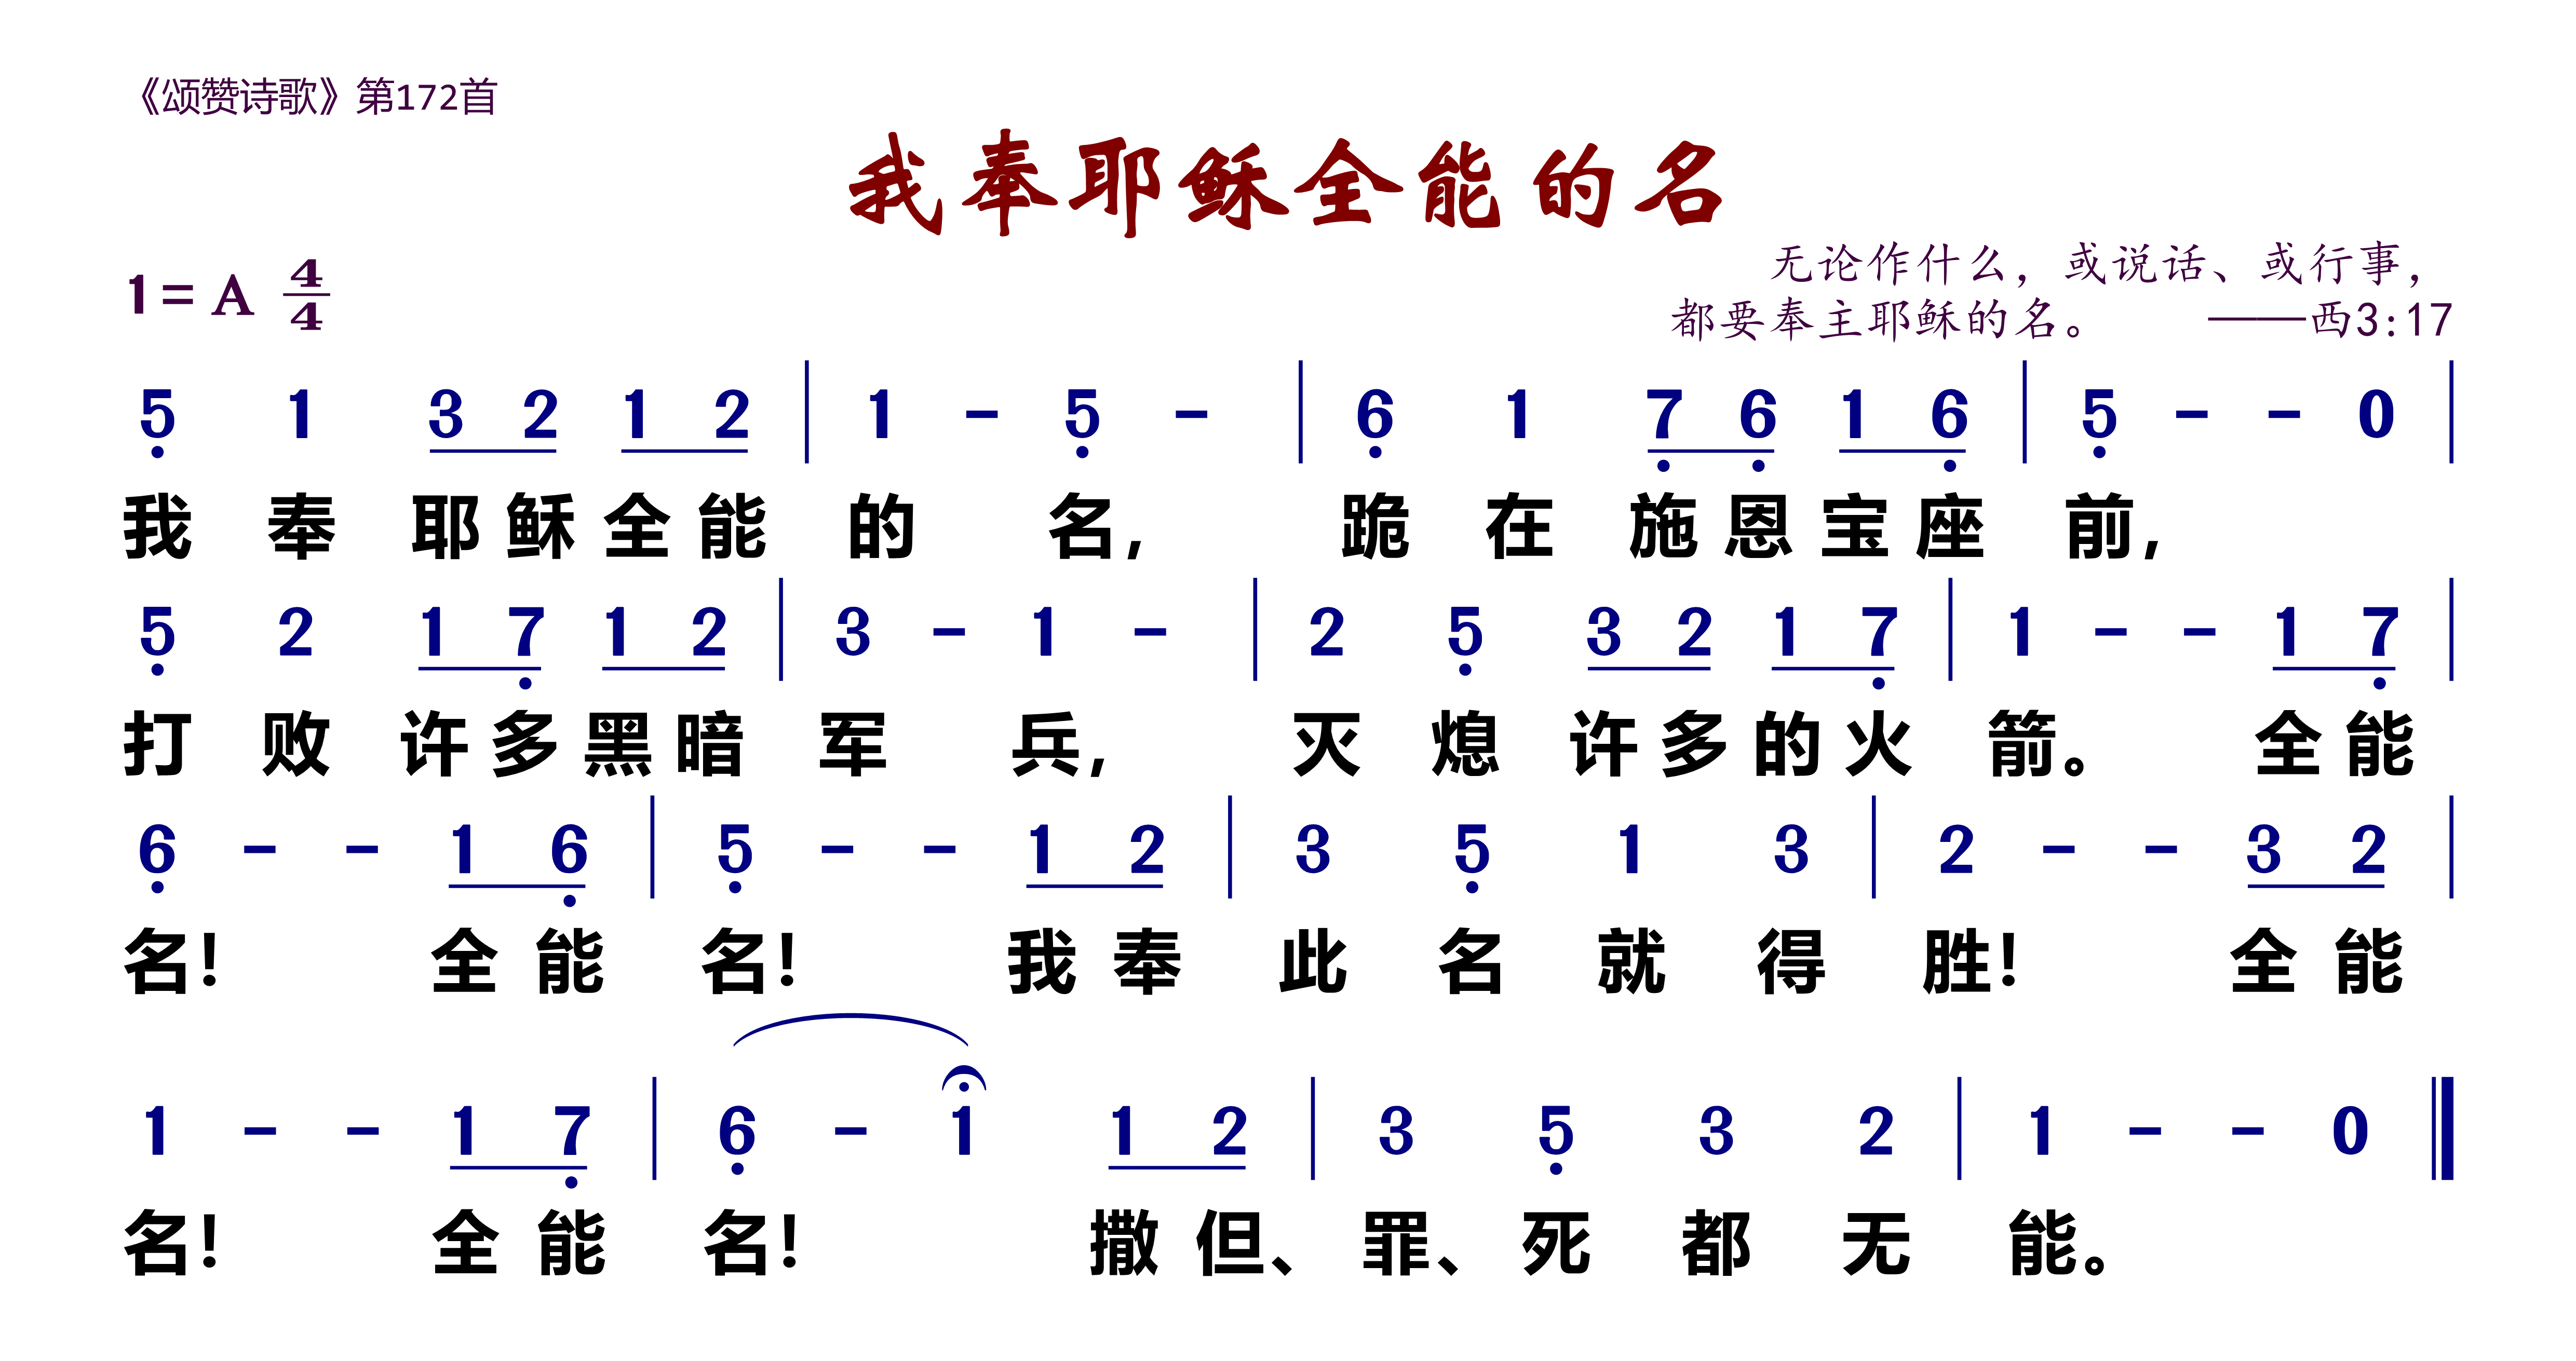 《颂赞诗歌》第172首
我奉耶稣全能的名
无论作什么，或说话、或行事，
1=A 4/4
都要奉主耶稣的名。 ——西3:17
5̣ 1 3 2 1 2 | 1 - 5̣ - | 6̣ 1 7̣ 6̣ 1 6̣ | 5̣ - - 0 |
我 奉 耶 稣 全 能 的 名, 跪 在 施 恩 宝 座 前,
5̣ 2 1 7̣ 1 2 | 3 - 1 - | 2 5̣ 3 2 1 7̣ | 1 - - 1 7̣ |
打 败 许 多 黑 暗 军 兵, 灭 熄 许 多 的 火 箭。 全 能
6̣ - - 1 6̣ | 5̣ - - 1 2 | 3 5̣ 1 3 | 2 - - 3 2 |
名! 全 能 名! 我 奉 此 名 就 得 胜! 全 能
1 - - 1 7̣ | 6̣ - 1 1 2 | 3 5̣ 3 2 | 1 - - 0 ‖
名! 全 能 名! 撒 但、 罪、 死 都 无 能。